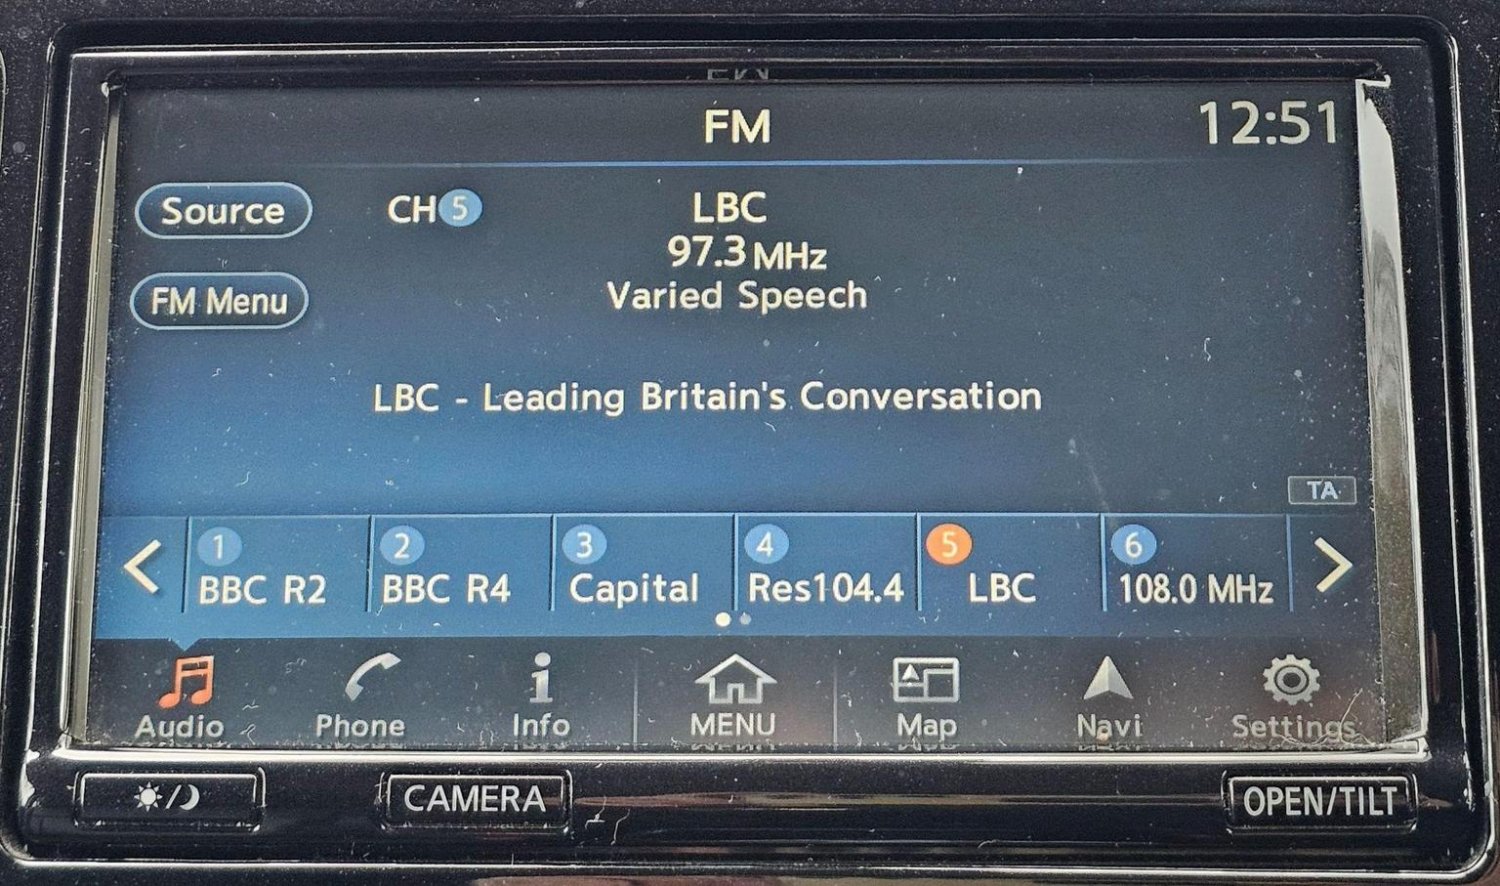 FM
12:51
Source
CH 5
LBC
97.3 MHz
FM Menu
Varied Speech
LBC - Leading Britain's Conversation
TA
1 2 3 4 5 6
BBC R2 BBC R4 Capital Res104.4 LBC 108.0 MHz
Audio Phone Info MENU Map Navi Settings
CAMERA OPEN/TILT